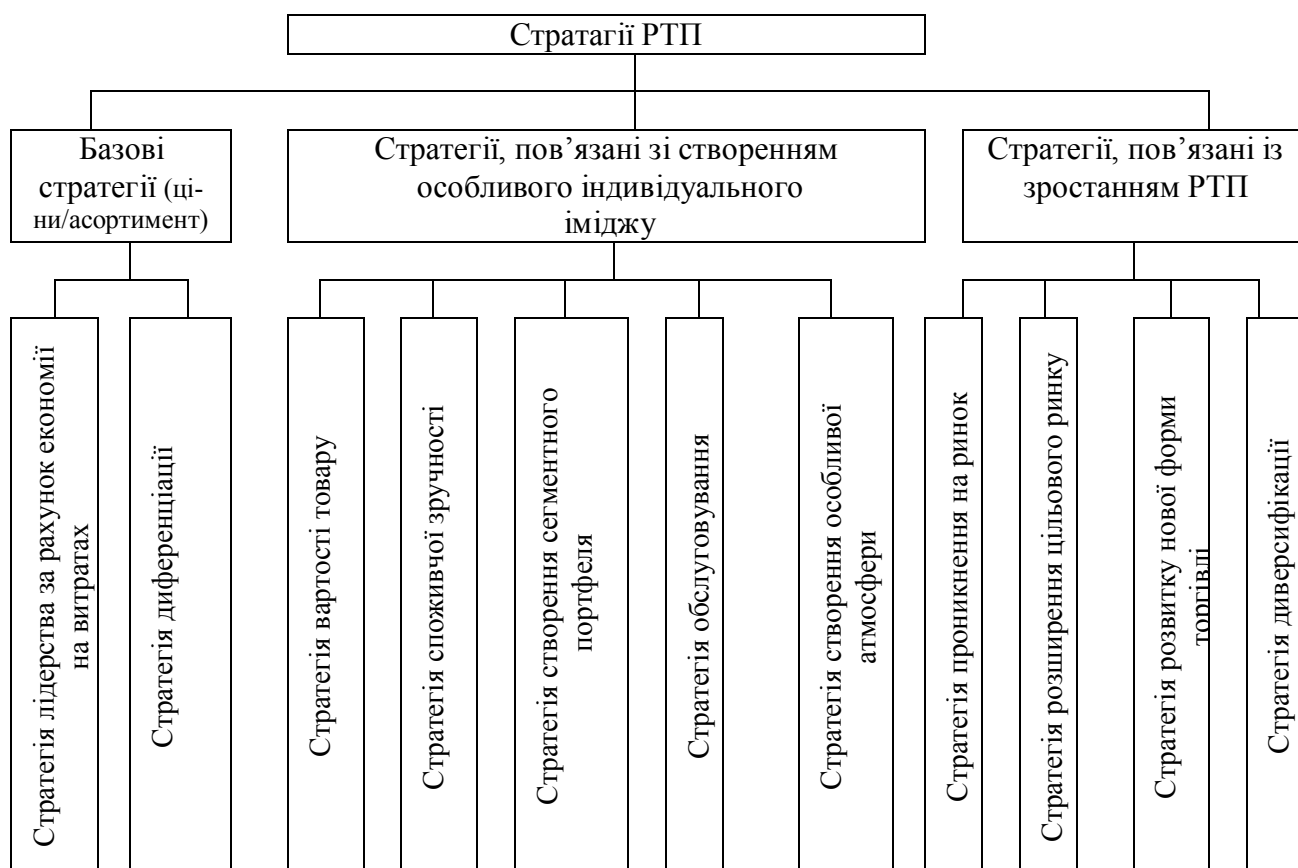 Стратагії РТП
Базові
стратегії (ці-
ни/асортимент)
Стратегії, пов’язані зі створенням
особливого індивідуального
іміджу
Стратегії, пов’язані із
зростанням РТП
Стратегія лідерства за рахунок економії
на витратах
Стратегія диференціації
Стратегія вартості товару
Стратегія споживчої зручності
Стратегія створення сегментного
портфеля
Стратегія обслуговування
Стратегія створення особливої
атмосфери
Стратегія проникнення на ринок
Стратегія розширення цільового ринку
Стратегія розвитку нової форми
торгівлі
Стратегія диверсифікації